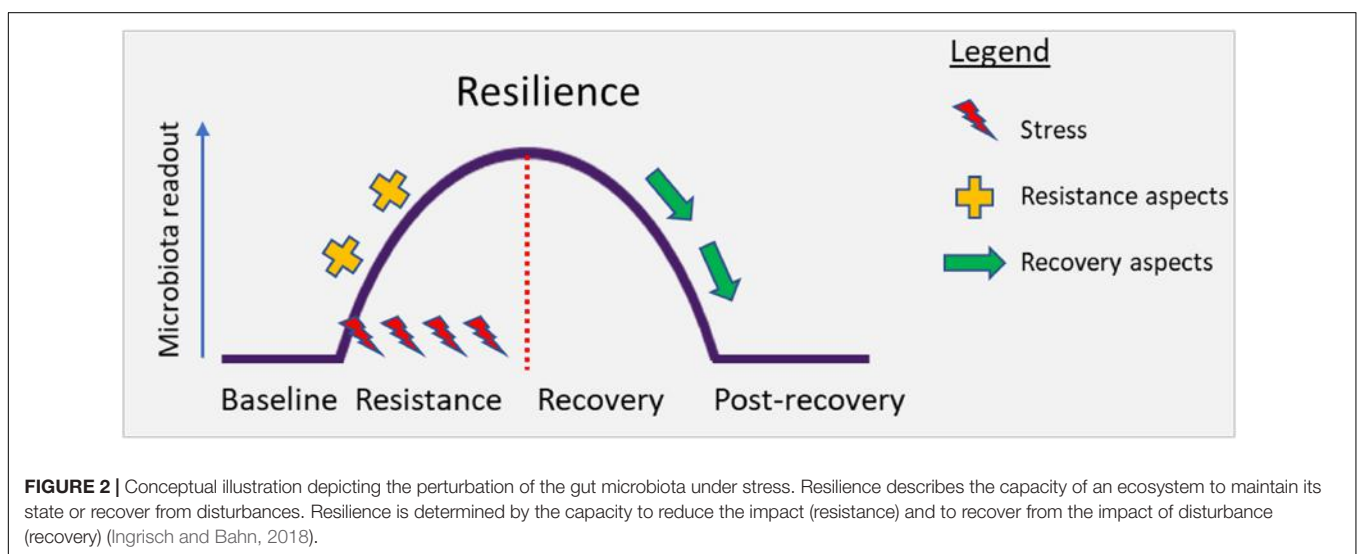 Resilience
Microbiota readout
Baseline Resistance Recovery Post-recovery
Legend
Stress
Resistance aspects
Recovery aspects
FIGURE 2 | Conceptual illustration depicting the perturbation of the gut microbiota under stress. Resilience describes the capacity of an ecosystem to maintain its
state or recover from disturbances. Resilience is determined by the capacity to reduce the impact (resistance) and to recover from the impact of disturbance
(recovery) (Ingrisch and Bahn, 2018).